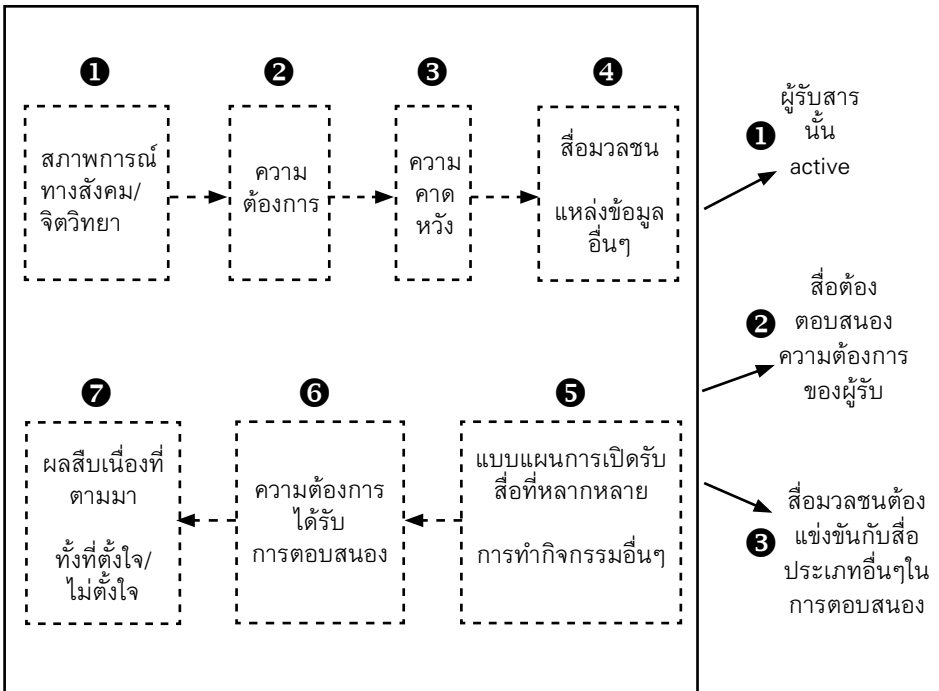 ❶
สภาพการณ์
ทางสังคม/
จิตวิทยา
❷
ความ
ต้องการ
❸
ความ
คาด
หวัง
❹
สื่อมวลชน
แหล่งข้อมูล
อื่นๆ
❺
แบบแผนการเปิดรับ
สื่อที่หลากหลาย
การทำกิจกรรมอื่นๆ
❻
ความต้องการ
ได้รับ
การตอบสนอง
❼
ผลสืบเนื่องที่
ตามมา
ทั้งที่ตั้งใจ/
ไม่ตั้งใจ
ผู้รับสาร
❶ นั้น
active
สื่อต้อง
❷ ตอบสนอง
ความต้องการ
ของผู้รับ
สื่อมวลชนต้อง
❸ แข่งขันกับสื่อ
ประเภทอื่นๆใน
การตอบสนอง